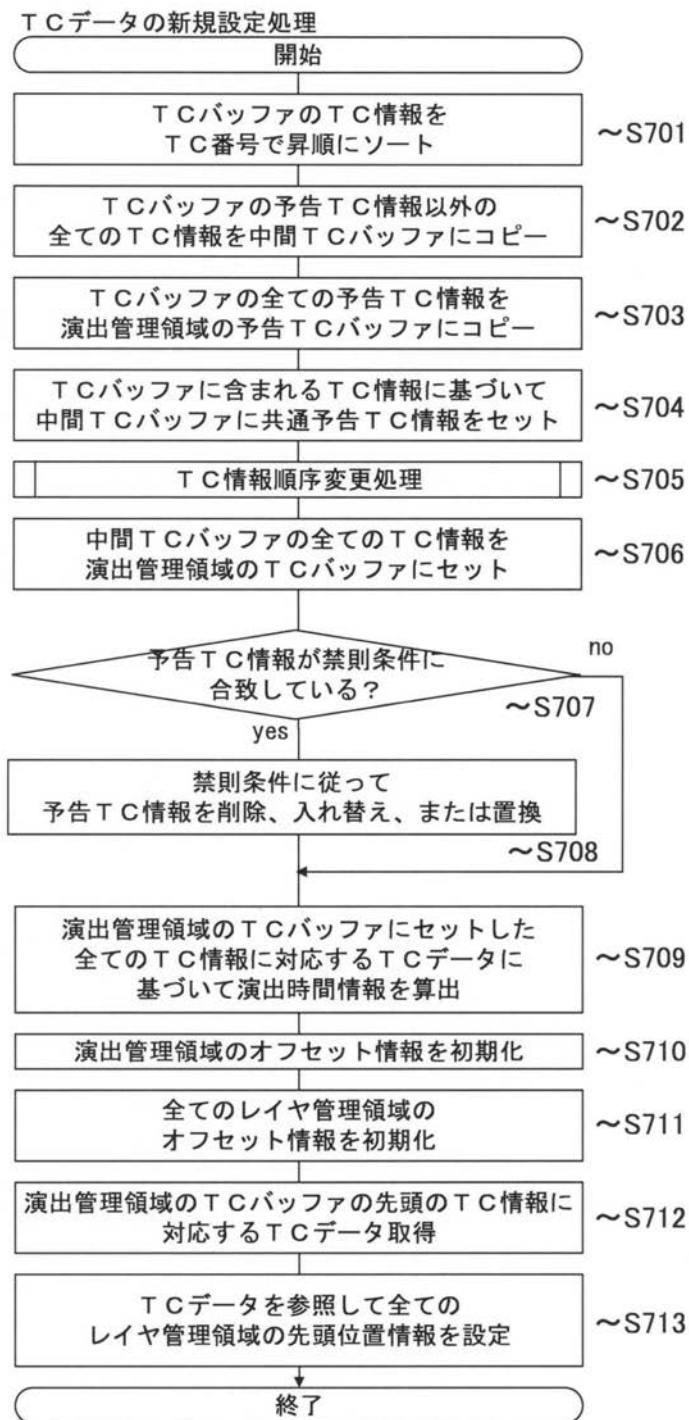 ＴＣデータの新規設定処理
開始
ＴＣバッファのＴＣ情報を
ＴＣ番号で昇順にソート
～S701
ＴＣバッファの予告ＴＣ情報以外の
全てのＴＣ情報を中間ＴＣバッファにコピー
～S702
ＴＣバッファの全ての予告ＴＣ情報を
演出管理領域の予告ＴＣバッファにコピー
～S703
ＴＣバッファに含まれるＴＣ情報に基づいて
中間ＴＣバッファに共通予告ＴＣ情報をセット
～S704
ＴＣ情報順序変更処理
～S705
中間ＴＣバッファの全てのＴＣ情報を
演出管理領域のＴＣバッファにセット
～S706
予告ＴＣ情報が禁則条件に
合致している？
no
～S707
yes
禁則条件に従って
予告ＴＣ情報を削除、入れ替え、または置換
～S708
演出管理領域のＴＣバッファにセットした
全てのＴＣ情報に対応するＴＣデータに
基づいて演出時間情報を算出
～S709
演出管理領域のオフセット情報を初期化
～S710
全てのレイヤ管理領域の
オフセット情報を初期化
～S711
演出管理領域のＴＣバッファの先頭のＴＣ情報に
対応するＴＣデータ取得
～S712
ＴＣデータを参照して全ての
レイヤ管理領域の先頭位置情報を設定
～S713
終了